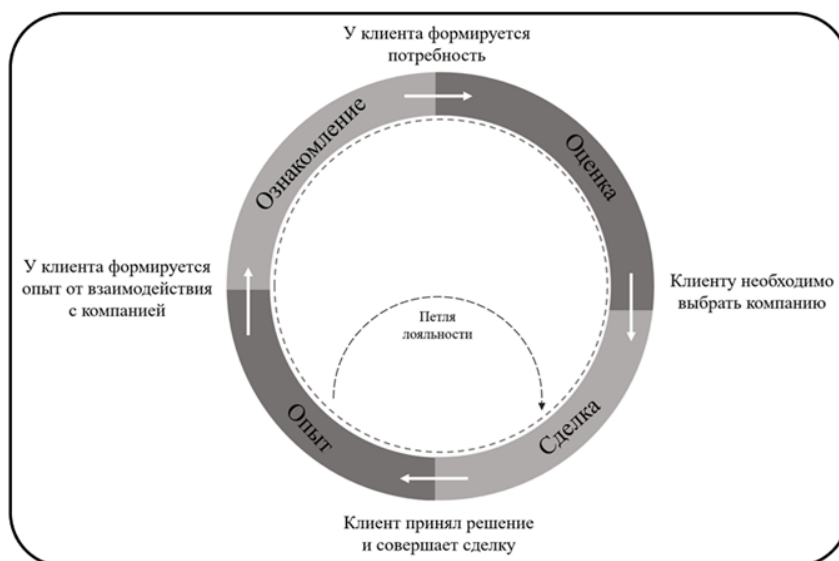 У клиента формируется
потребность
Ознакомление
Оценка
У клиента формируется
опыт от взаимодействия
с компанией
Клиенту необходимо
выбрать компанию
Петля
лояльности
Опыт
Сделка
Клиент принял решение
и совершает сделку